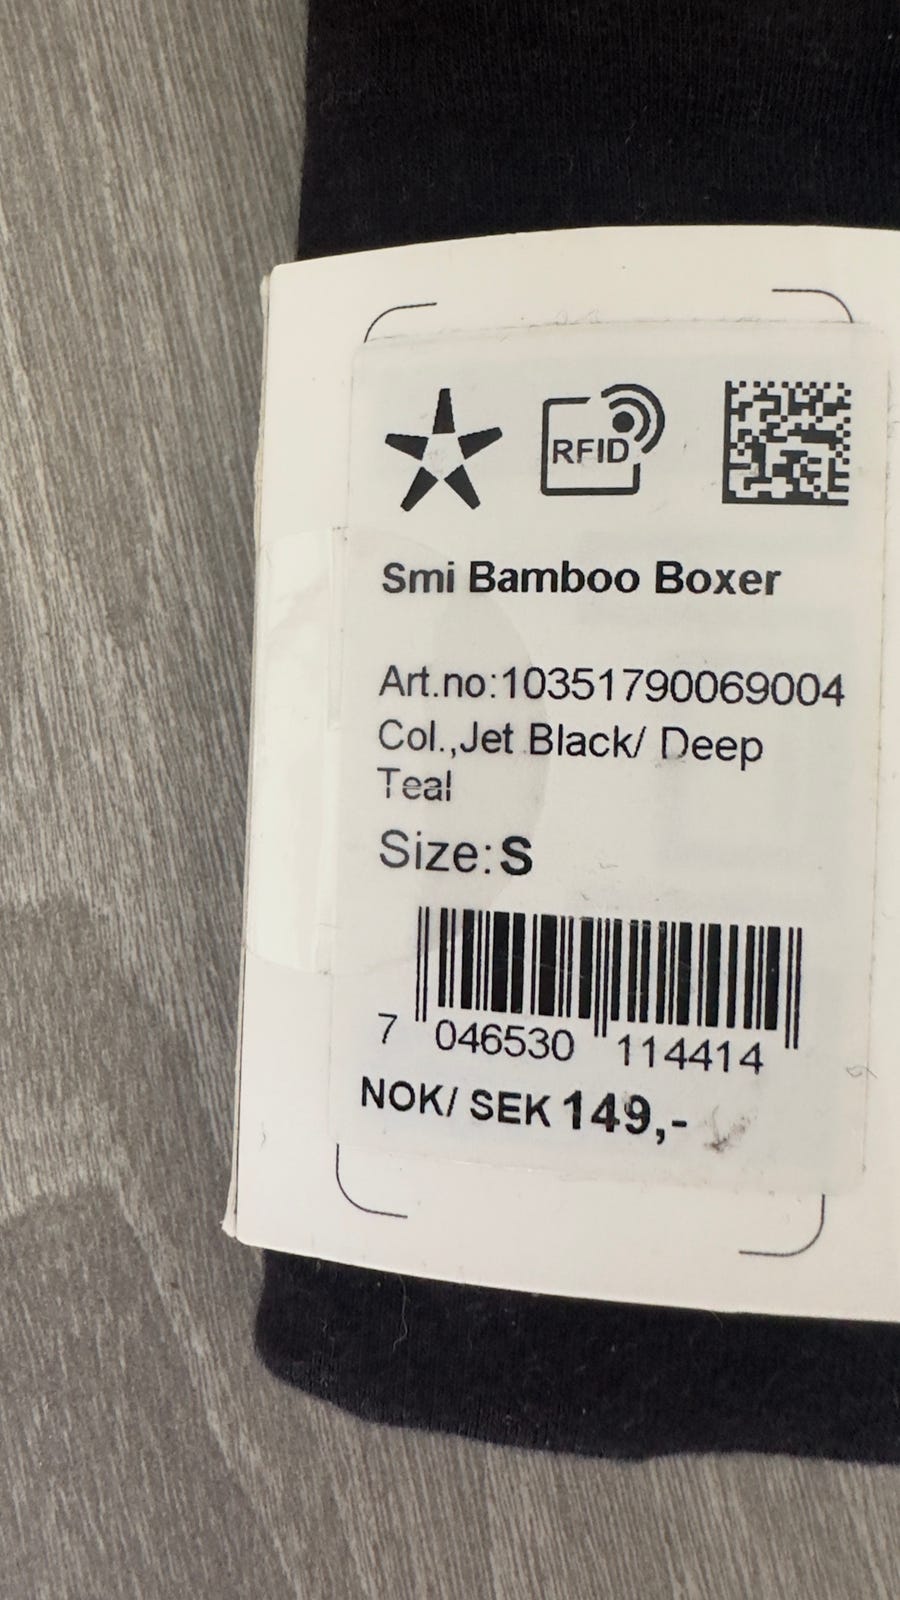 RFID
Smi Bamboo Boxer
Art.no:10351790069004
Col.,Jet Black/ Deep
Teal
Size:S
7 046530 114414
NOK/ SEK 149,-